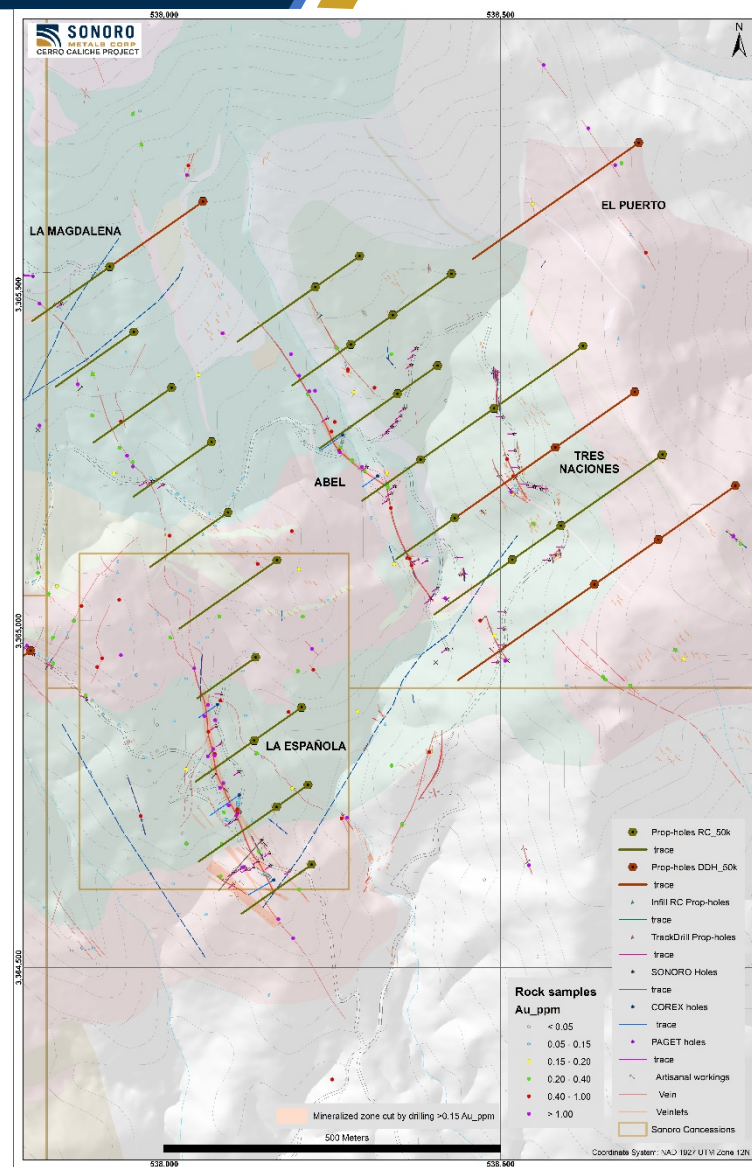 538,000
538,500
SONORO
METALS CORP
CERRO CALICHE PROJECT
N
LA MAGDALENA
EL PUERTO
3,365,500
ABEL
TRES
NACIONES
3,365,000
LA ESPAÑOLA
3,364,500
Prop-holes RC_50k
trace
Prop-holes DDH_50k
trace
Infill RC Prop-holes
trace
TrackDrill Prop-holes
trace
SONORO Holes
trace
COREX holes
trace
PAGET holes
trace
Artisanal workings
Vein
Veinlets
Sonoro Concessions
Rock samples
Au_ppm
< 0.05
0.05 - 0.15
0.15 - 0.20
0.20 - 0.40
0.40 - 1.00
> 1.00
Mineralized zone cut by drilling >0.15 Au_ppm
500 Meters
Coordinate System: NAD 1927 UTM Zone 12N
538,000
538,500